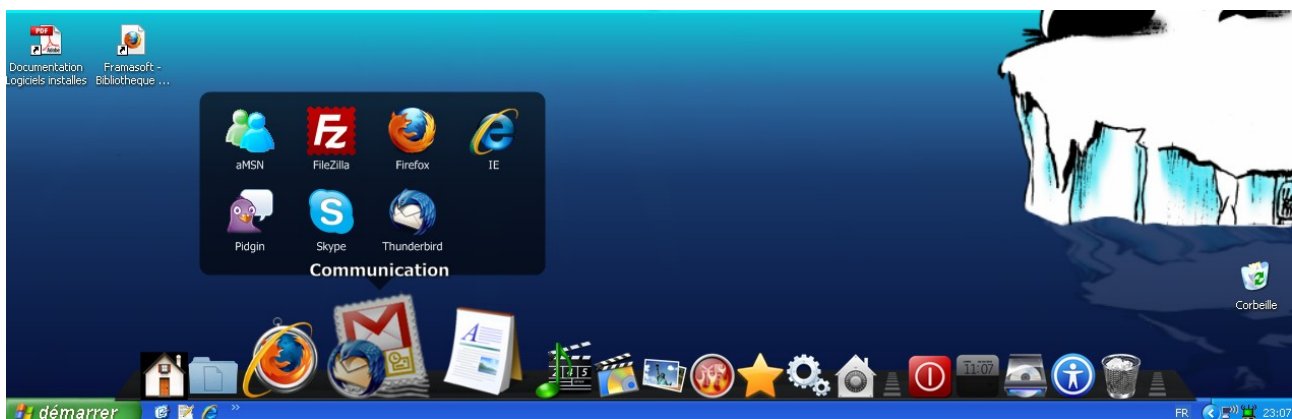 Documentation
Logiciels installes
Framasoft -
Bibliotheque ...
aMSN
FileZilla
Firefox
IE
Pidgin
Skype
Thunderbird
Communication
Corbeille
11:07
démarrer
»
FR
23:07